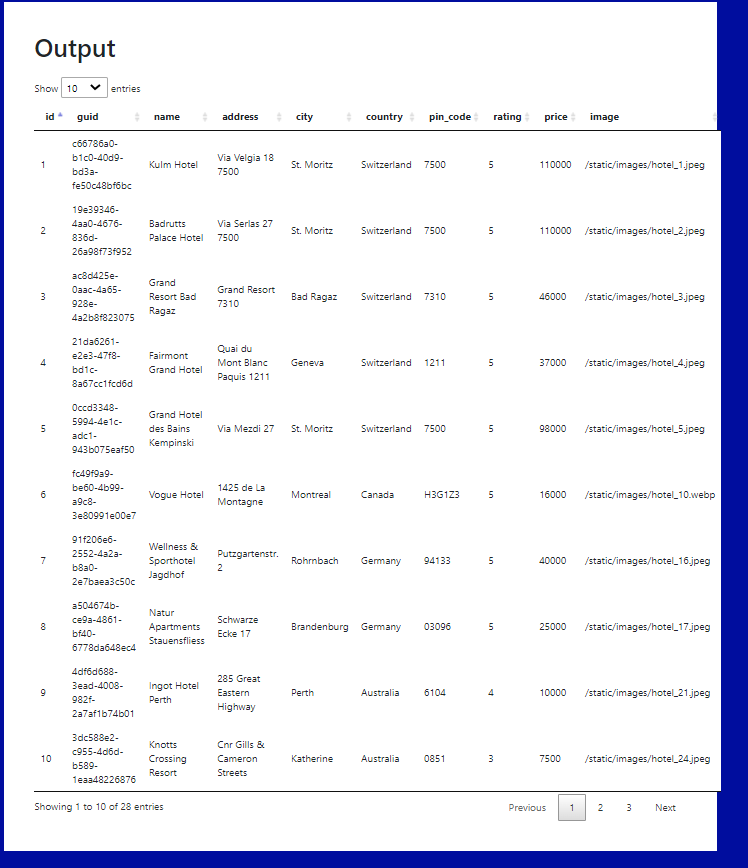 Output
Show 10 entries
id guid name address city country pin_code rating price image
c66786a0-
b1c0-40d9-
bd3a-
fe50c48bf6bc
1 Kulm Hotel Via Velgia 18
7500 St. Moritz Switzerland 7500 5 110000 /static/images/hotel_1.jpeg
19e39346-
4aa0-4676-
836d-
26a98f73f952
2 Badrutts
Palace Hotel Via Serlas 27
7500 St. Moritz Switzerland 7500 5 110000 /static/images/hotel_2.jpeg
ac8d425e-
0aac-4a65-
928e-
4a2b8f823075
3 Grand
Resort Bad
Ragaz Grand Resort
7310 Bad Ragaz Switzerland 7310 5 46000 /static/images/hotel_3.jpeg
21da6261-
e2e3-47f8-
bd1c-
8a67cc1fcd6d
4 Fairmont
Grand Hotel Quai du
Mont Blanc
Paquis 1211 Geneva Switzerland 1211 5 37000 /static/images/hotel_4.jpeg
0ccd3348-
5994-4e1c-
adc1-
943b075eaf50
5 Grand Hotel
des Bains
Kempinski Via Mezdi 27 St. Moritz Switzerland 7500 5 98000 /static/images/hotel_5.jpeg
fc49f9a9-
be60-4b99-
a9c8-
3e80991e00e7
6 Vogue Hotel 1425 de La
Montagne Montreal Canada H3G1Z3 5 16000 /static/images/hotel_10.webp
91f206e6-
2552-4a2a-
b8a0-
2e7baea3c50c
7 Wellness &
Sporthotel
Jagdhof Putzgartenstr.
2 Rohrnbach Germany 94133 5 40000 /static/images/hotel_16.jpeg
a504674b-
ce9a-4861-
bf40-
6778da648ec4
8 Natur
Apartments
Stauensfliess Schwarze
Ecke 17 Brandenburg Germany 03096 5 25000 /static/images/hotel_17.jpeg
4df6d688-
3ead-4008-
982f-
2a7af1b74b01
9 Ingot Hotel
Perth 285 Great
Eastern
Highway Perth Australia 6104 4 10000 /static/images/hotel_21.jpeg
3dc588e2-
c955-4d6d-
b589-
1eaa48226876
10 Knotts
Crossing
Resort Cnr Gills &
Cameron
Streets Katherine Australia 0851 3 7500 /static/images/hotel_24.jpeg
Showing 1 to 10 of 28 entries
Previous 1 2 3 Next